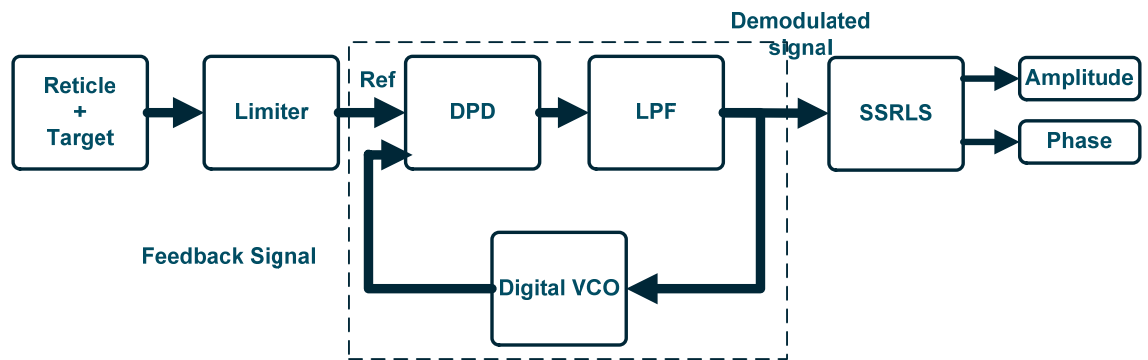 Demodulated
signal
Reticle
+
Target
Limiter
Ref
DPD
LPF
SSRLS
Amplitude
Phase
Feedback Signal
Digital VCO